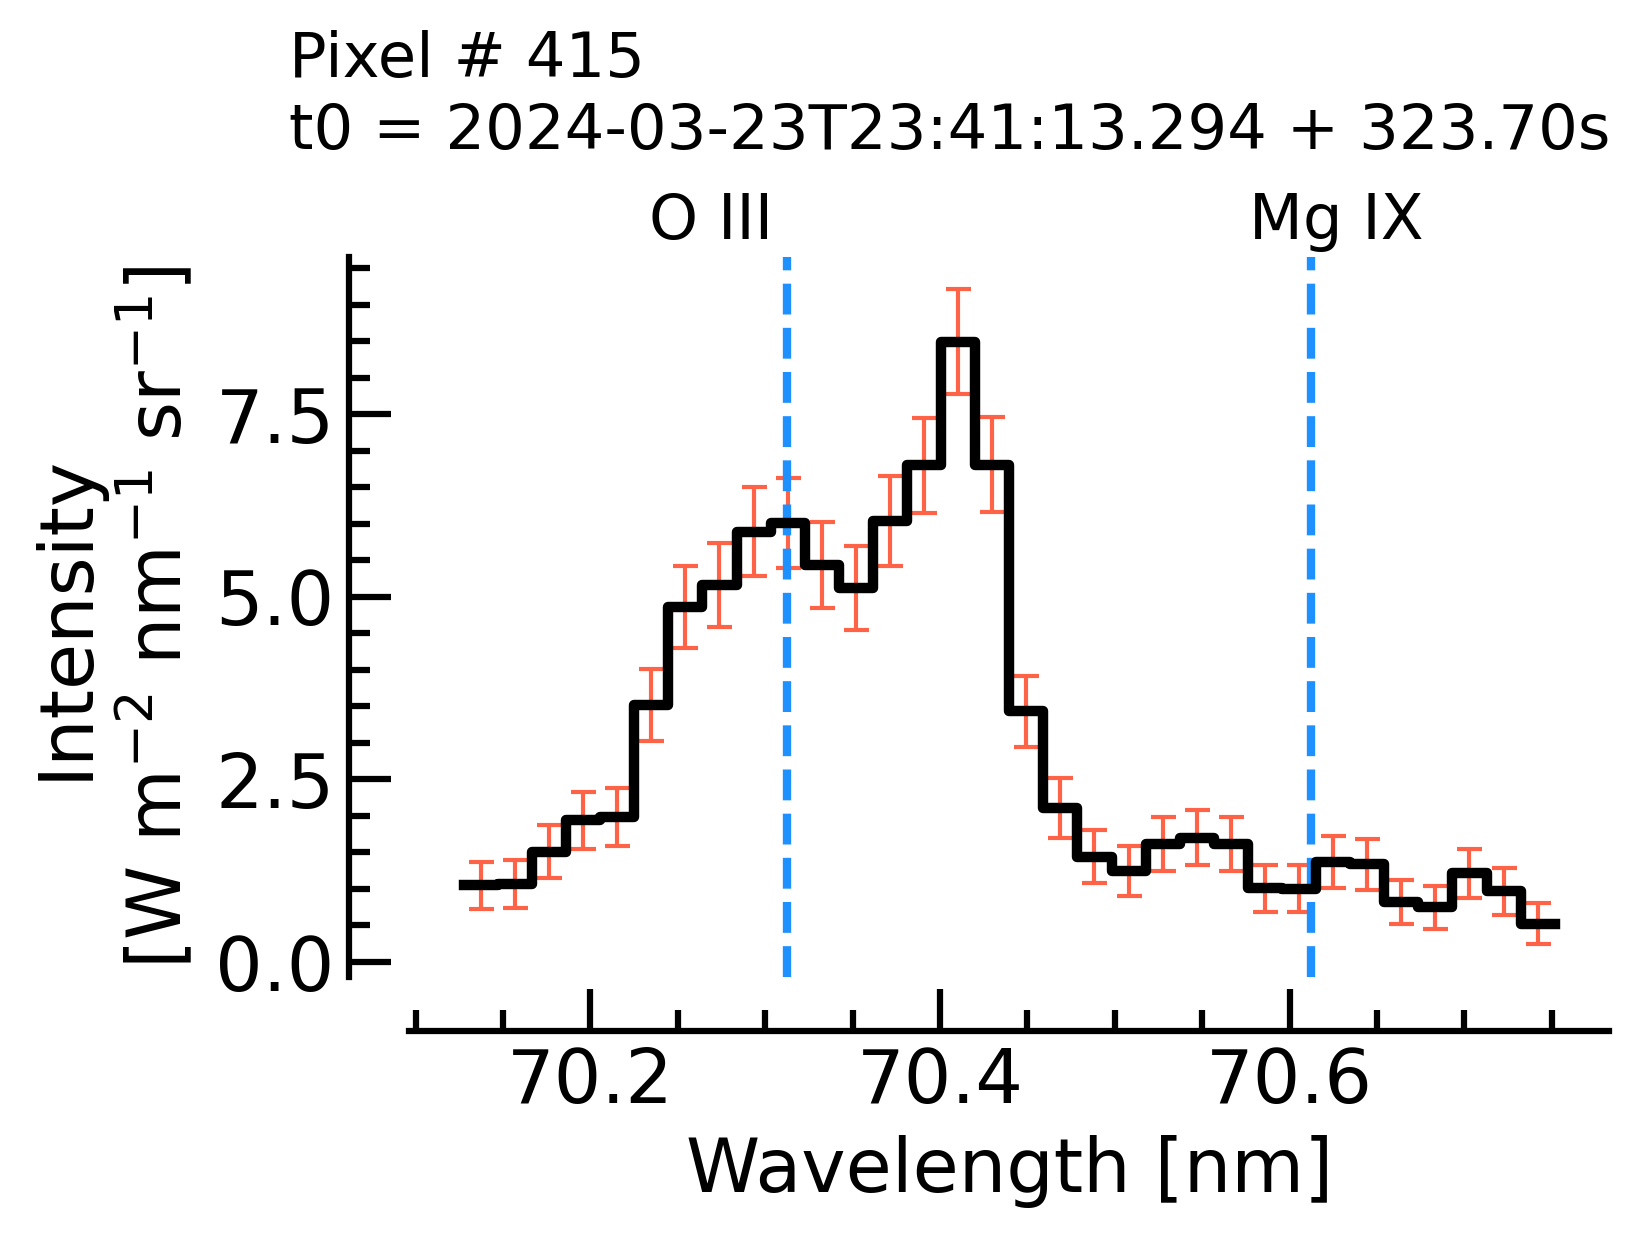 Pixel # 415
t0 = 2024-03-23T23:41:13.294 + 323.70s
O III
Mg IX
Intensity
[W m⁻² nm⁻¹ sr⁻¹]
7.5
5.0
2.5
0.0
70.2
70.4
70.6
Wavelength [nm]